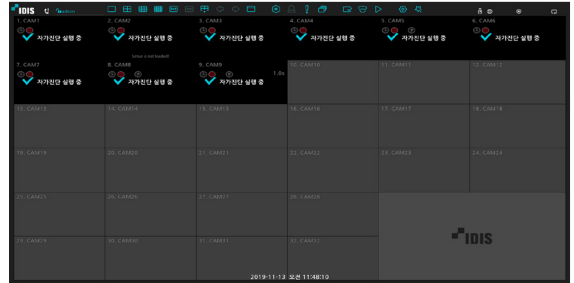 IDIS admin
1. CAM1 2. CAM2 3. CAM3 4. CAM4 5. CAM5 6. CAM6
자가진단 실행 중 자가진단 실행 중 자가진단 실행 중 자가진단 실행 중 자가진단 실행 중 자가진단 실행 중
7. CAM7 8. CAM8 9. CAM9 10. CAM10 11. CAM11 12. CAM12
1.0x
자가진단 실행 중 자가진단 실행 중 자가진단 실행 중
13. CAM13 14. CAM14 15. CAM15 16. CAM16 17. CAM17 18. CAM18
19. CAM19 20. CAM20 21. CAM21 22. CAM22 23. CAM23 24. CAM24
25. CAM25 26. CAM26 27. CAM27 28. CAM28
IDIS
29. CAM29 30. CAM30 31. CAM31 32. CAM32
2019-11-13 오전 11:48:10